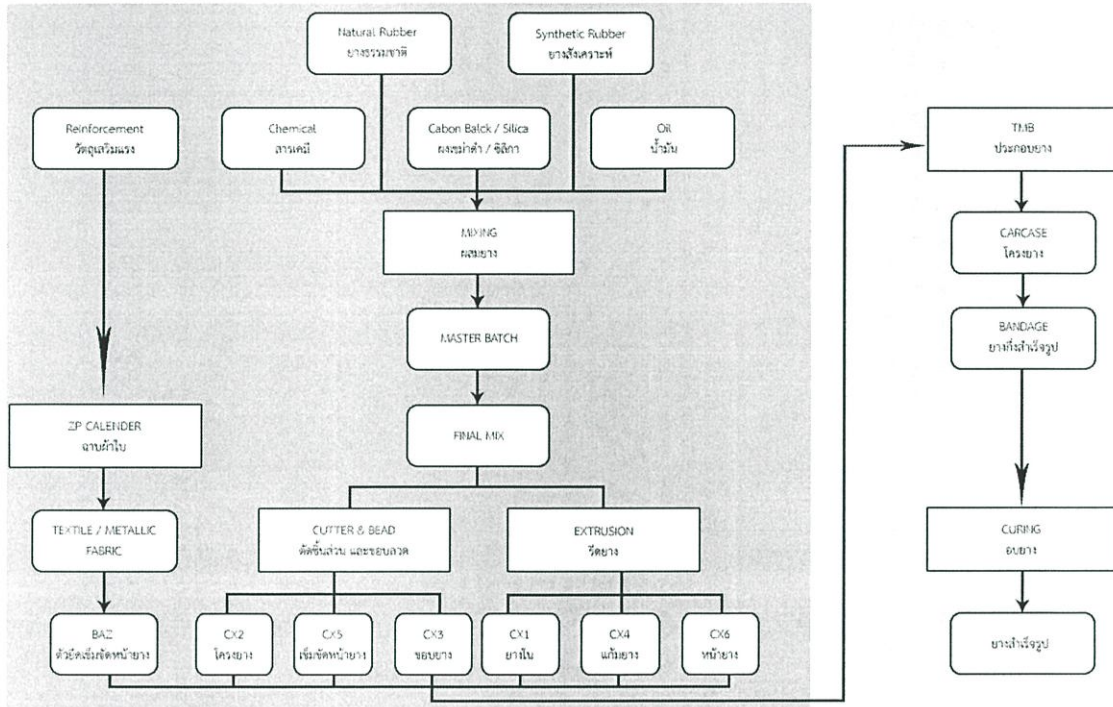 Natural Rubber
ยางธรรมชาติ
Synthetic Rubber
ยางสังเคราะห์
Reinforcement
วัตถุเสริมแรง
Chemical
สารเคมี
Cabon Balck / Silica
ผงเขม่าดำ / ซิลิกา
Oil
น้ำมัน
TMB
ประกอบยาง
MIXING
ผสมยาง
CARCASE
โครงยาง
MASTER BATCH
BANDAGE
ยางกึ่งสำเร็จรูป
ZP CALENDER
ฉาบผ้าใบ
FINAL MIX
TEXTILE / METALLIC
FABRIC
CUTTER & BEAD
ตัดชิ้นส่วน และขอบลวด
EXTRUSION
รีดยาง
CURING
อบยาง
BAZ
ตัวยึดเข็มขัดหน้ายาง
CX2
โครงยาง
CX5
เข็มขัดหน้ายาง
CX3
ขอบยาง
CX1
ยางใน
CX4
แก้มยาง
CX6
หน้ายาง
ยางสำเร็จรูป